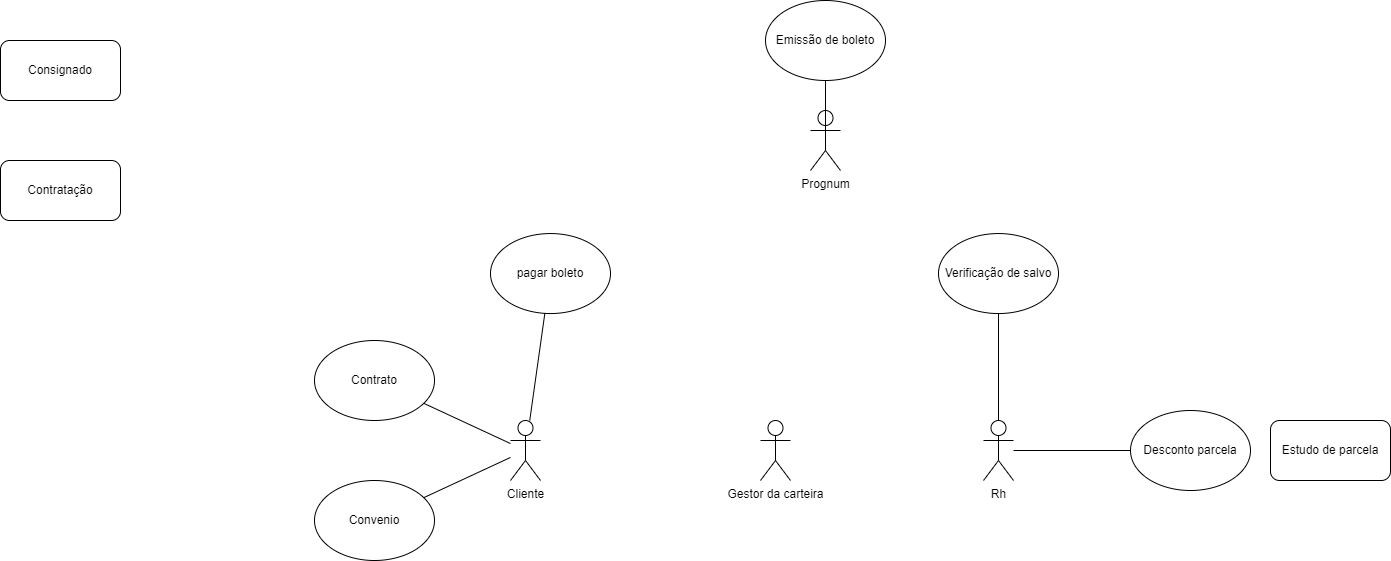 Emissão de boleto
Consignado
Prognum
Contratação
pagar boleto
Verificação de salvo
Contrato
Desconto parcela
Estudo de parcela
Cliente
Gestor da carteira
Rh
Convenio